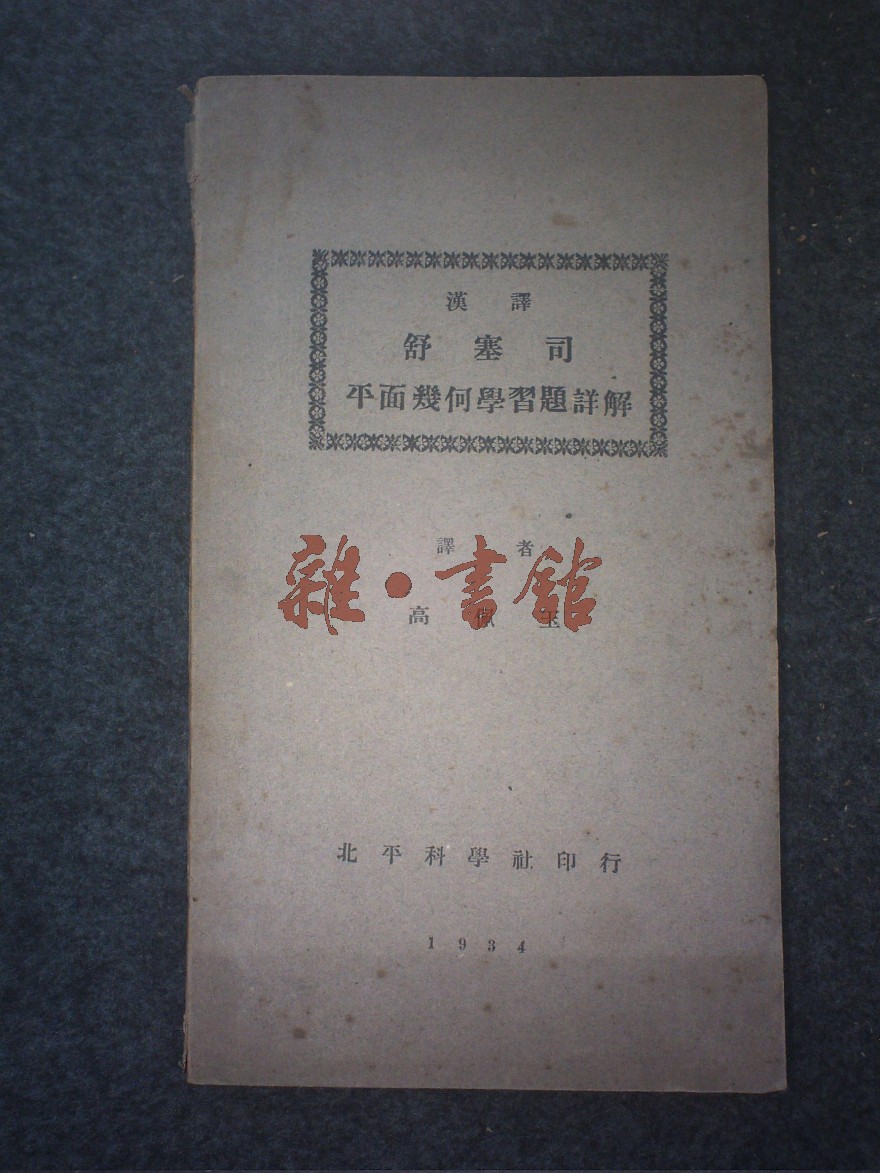 漢譯
舒塞司
平面幾何學習題詳解
譯者
雜·書館
高 玉
北平科學社印行
1934